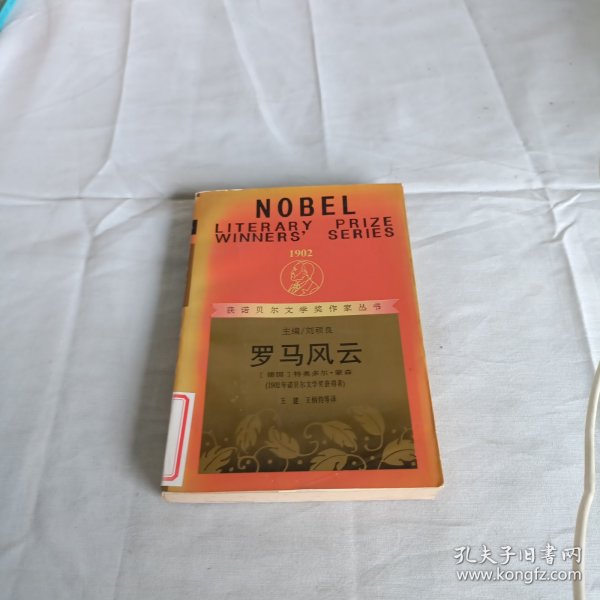 NOBEL
LITERARY PRIZE
WINNERS' SERIES
1902
获诺贝尔文学奖作家丛书
主编/刘硕良
罗马风云
[德国]特奥多尔·蒙森
(1902年诺贝尔文学奖获得者)
王建 王炳钧等译
孔夫子旧书网
www.kongfz.com